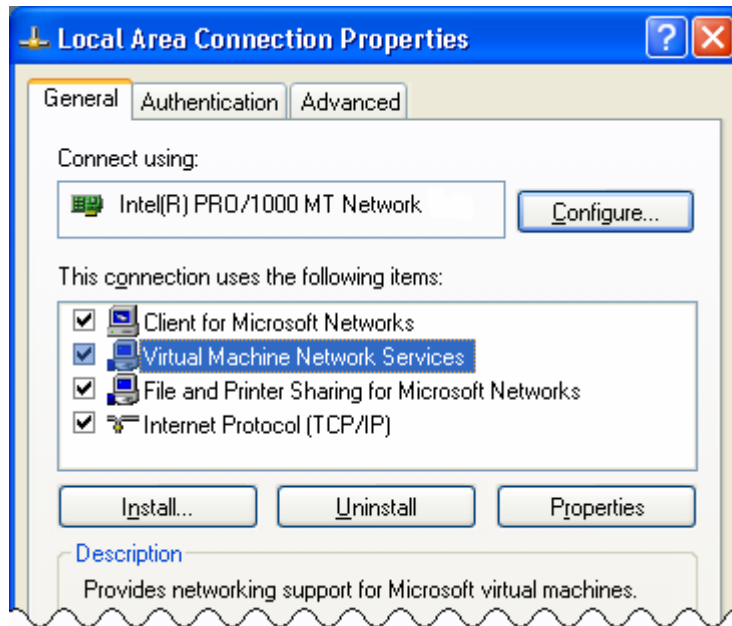 Local Area Connection Properties
General Authentication Advanced
Connect using:
Intel(R) PRO/1000 MT Network
Configure...
This connection uses the following items:
Client for Microsoft Networks
Virtual Machine Network Services
File and Printer Sharing for Microsoft Networks
Internet Protocol (TCP/IP)
Install... Uninstall Properties
Description
Provides networking support for Microsoft virtual machines.